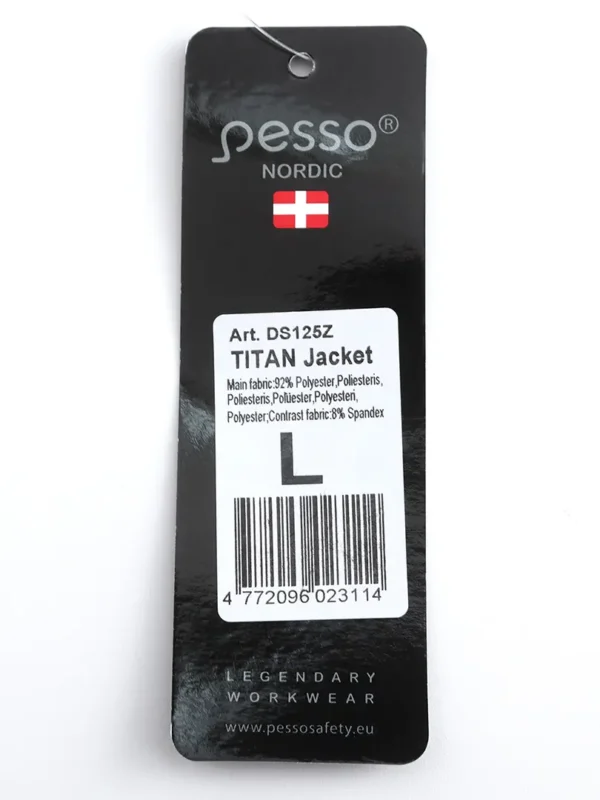 pesso®
NORDIC
Art. DS125Z
TITAN Jacket
Main fabric:92% Polyester,Poliesteris,
Poliesteris,Polüester,Polyesteri,
Polyester;Contrast fabric:8% Spandex
L
4 772096 023114
LEGENDARY
WORKWEAR
www.pessosafety.eu